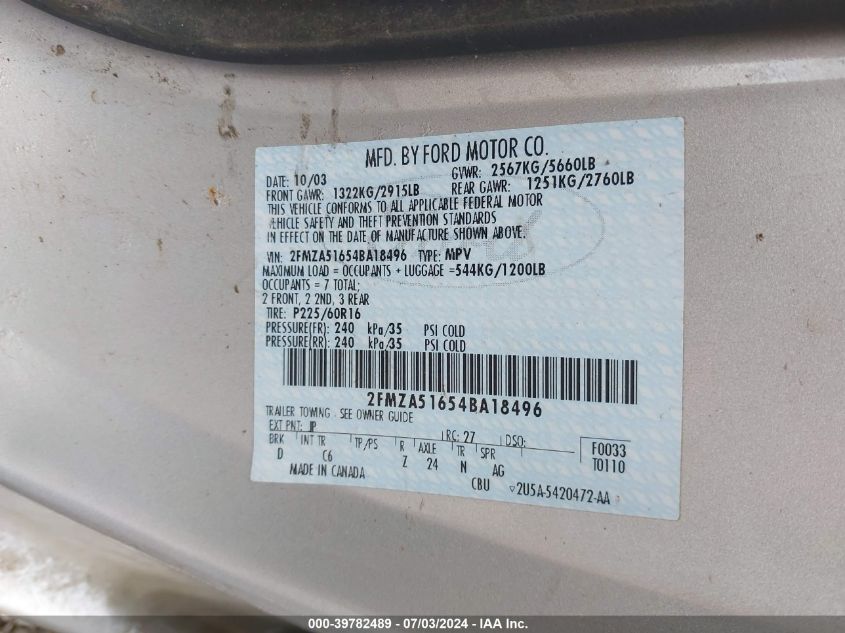 MFD. BY FORD MOTOR CO.
DATE: 10/03 GVWR: 2567KG/5660LB
FRONT GAWR: 1322KG/2915LB REAR GAWR: 1251KG/2760LB
THIS VEHICLE CONFORMS TO ALL APPLICABLE FEDERAL MOTOR
VEHICLE SAFETY AND THEFT PREVENTION STANDARDS
IN EFFECT ON THE DATE OF MANUFACTURE SHOWN ABOVE.
VIN: 2FMZA51654BA18496 TYPE: MPV
MAXIMUM LOAD = OCCUPANTS + LUGGAGE =544KG/1200LB
OCCUPANTS = 7 TOTAL;
2 FRONT, 2 2ND, 3 REAR
TIRE: P225/60R16
PRESSURE(FR): 240 kPa/35 PSI COLD
PRESSURE(RR): 240 kPa/35 PSI COLD
2FMZA51654BA18496
TRAILER TOWING - SEE OWNER GUIDE
EXT PNT: JP RC: 27 DSO: F0033
BRK INT TR TP/PS R AXLE TR SPR T0110
D C6 Z 24 N AG
MADE IN CANADA CBU ▽2U5A-5420472-AA
000-39782489 - 07/03/2024 - IAA Inc.